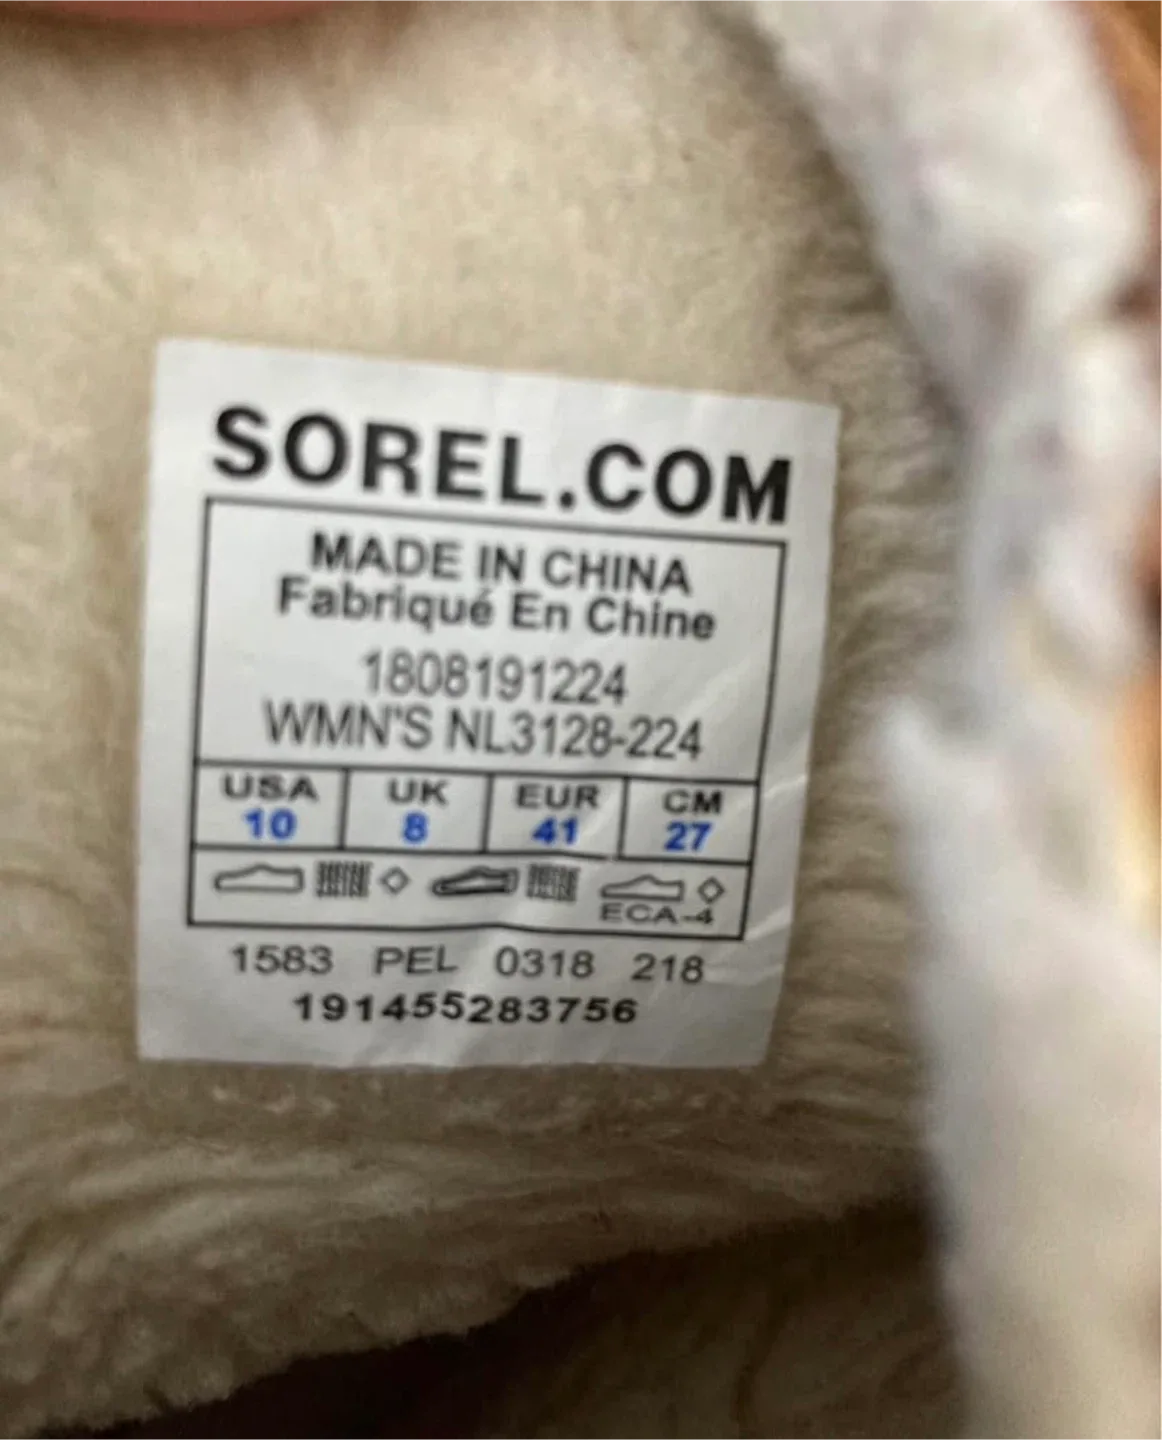 SOREL.COM
MADE IN CHINA
Fabriqué En Chine
1808191224
WMN'S NL3128-224
USA UK EUR CM
10 8 41 27
ECA-4
1583 PEL 0318 218
191455283756